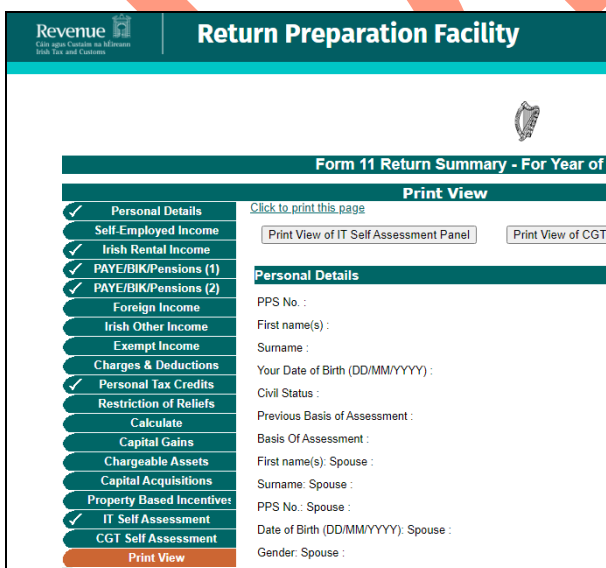 Revenue
Cáin agus Custaim na hÉireann
Irish Tax and Customs
Return Preparation Facility
Form 11 Return Summary - For Year of
Print View
Personal Details
Self-Employed Income
Irish Rental Income
PAYE/BIK/Pensions (1)
PAYE/BIK/Pensions (2)
Foreign Income
Irish Other Income
Exempt Income
Charges & Deductions
Personal Tax Credits
Restriction of Reliefs
Calculate
Capital Gains
Chargeable Assets
Capital Acquisitions
Property Based Incentives
IT Self Assessment
CGT Self Assessment
Print View
Click to print this page
Print View of IT Self Assessment Panel
Print View of CGT
Personal Details
PPS No. :
First name(s) :
Surname :
Your Date of Birth (DD/MM/YYYY) :
Civil Status :
Previous Basis of Assessment :
Basis Of Assessment :
First name(s): Spouse :
Surname: Spouse :
PPS No.: Spouse :
Date of Birth (DD/MM/YYYY): Spouse :
Gender: Spouse :